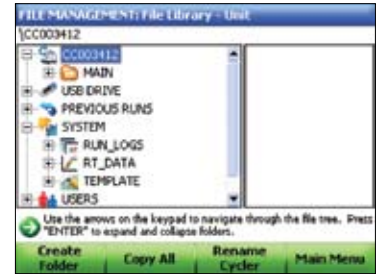 FILE MANAGEMENT: File Library - Unit
\CC003412
CC003412
MAIN
USB DRIVE
PREVIOUS RUNS
SYSTEM
RUN_LOGS
RT_DATA
TEMPLATE
USERS
Use the arrows on the keypad to navigate through the file tree. Press
"ENTER" to expand and collapse folders.
Create Folder
Copy All
Rename Cycler
Main Menu